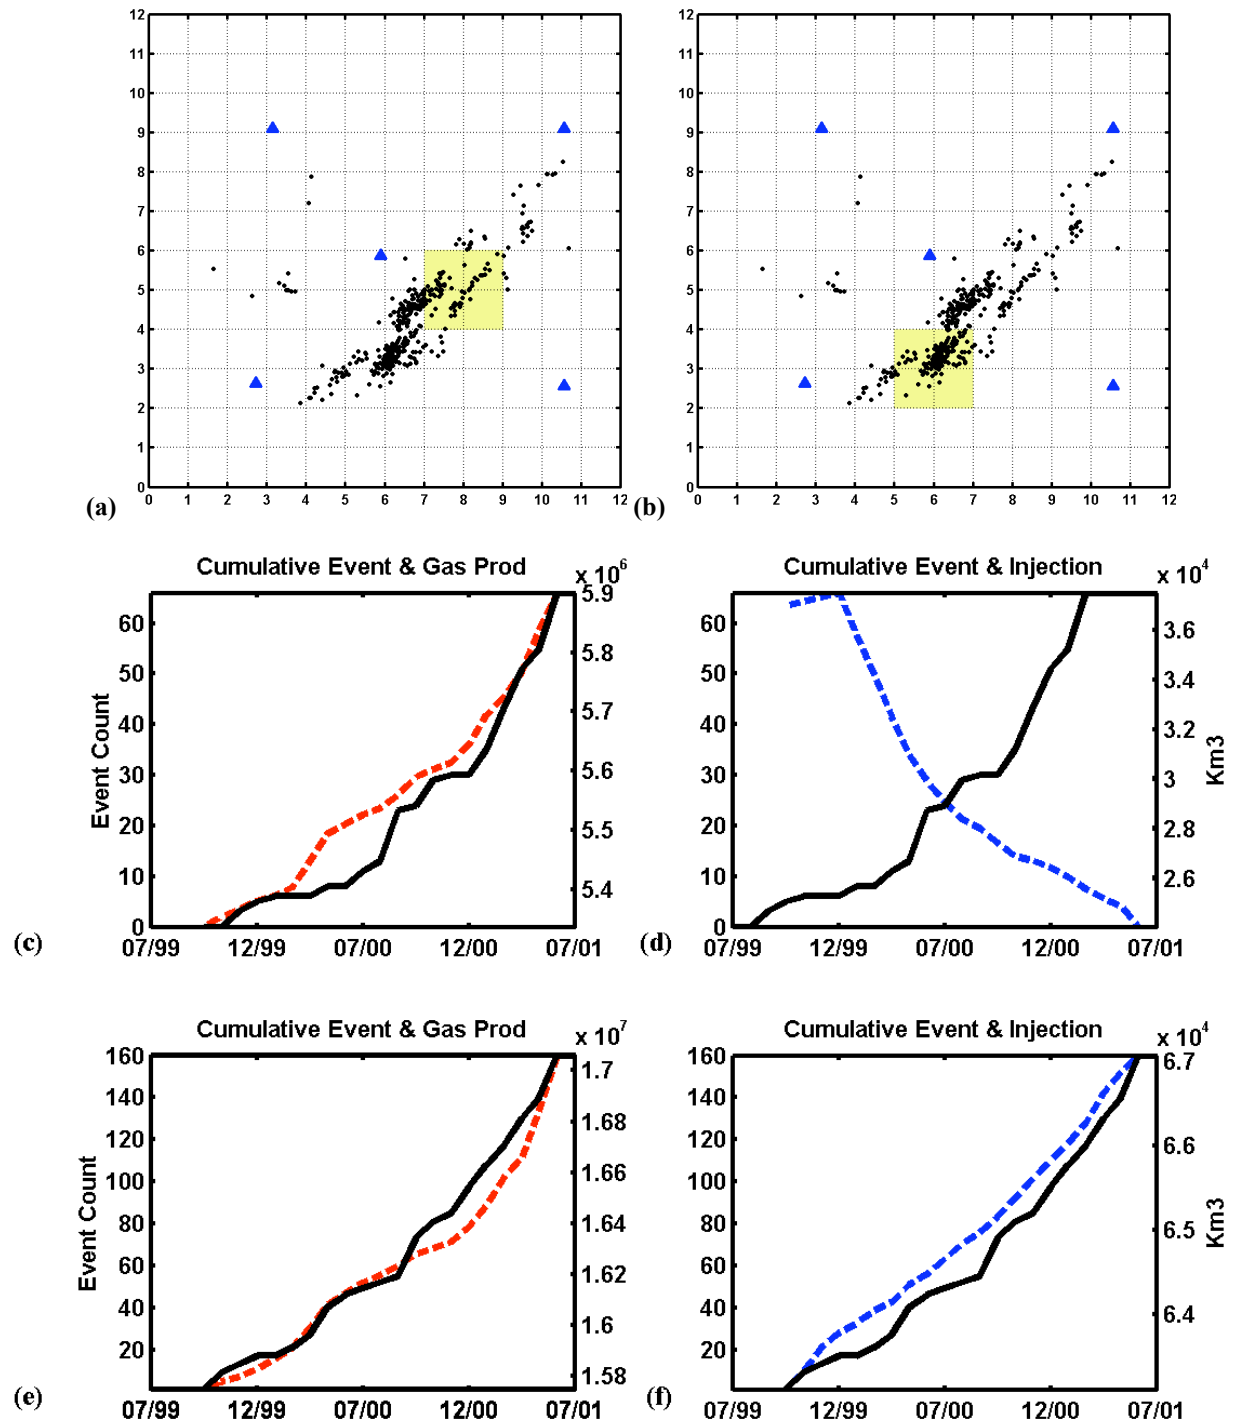 12 12
11 11
10 10
9 9
8 8
7 7
6 6
5 5
4 4
3 3
2 2
1 1
0 0
0 1 2 3 4 5 6 7 8 9 10 11 12
0 1 2 3 4 5 6 7 8 9 10 11 12
(a)
(b)
Cumulative Event & Gas Prod
x 10^6
Event Count
60
50
40
30
20
10
0
5.9
5.8
5.7
5.6
5.5
5.4
07/99 12/99 07/00 12/00 07/01
(c)
Cumulative Event & Injection
x 10^4
60
50
40
30
20
10
0
3.6
3.4
3.2
3
2.8
2.6
Km3
07/99 12/99 07/00 12/00 07/01
(d)
Cumulative Event & Gas Prod
x 10^7
Event Count
160
140
120
100
80
60
40
20
1.7
1.68
1.66
1.64
1.62
1.6
1.58
07/99 12/99 07/00 12/00 07/01
(e)
Cumulative Event & Injection
x 10^4
160
140
120
100
80
60
40
20
6.7
6.6
6.5
6.4
Km3
07/99 12/99 07/00 12/00 07/01
(f)